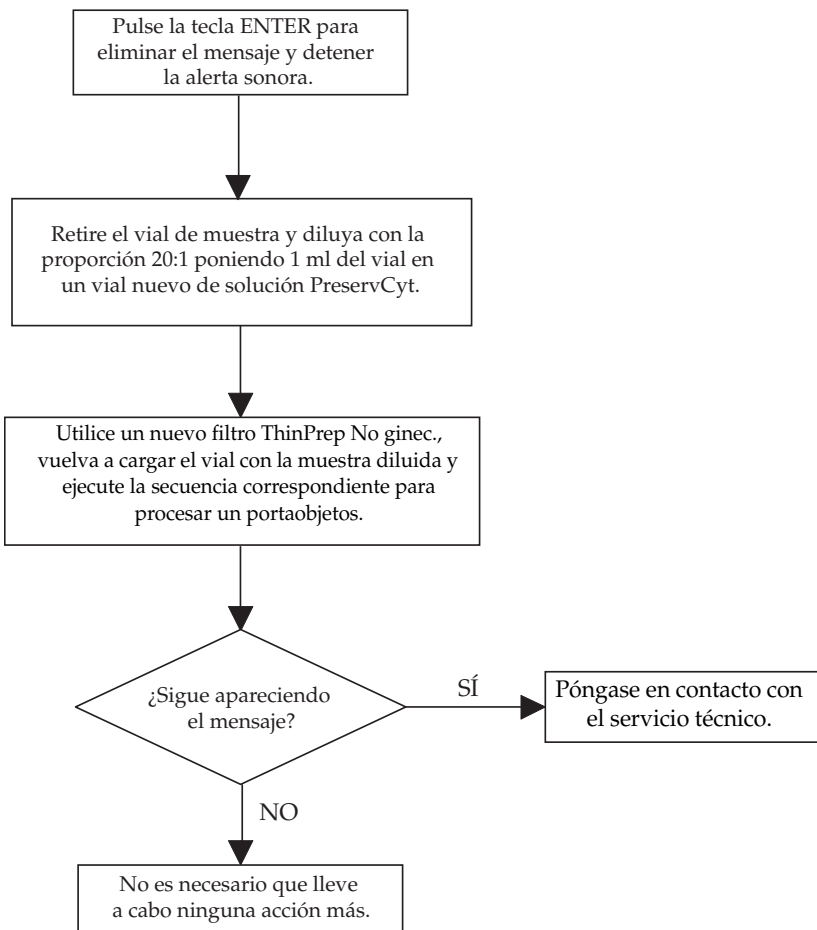 Pulse la tecla ENTER para
eliminar el mensaje y detener
la alerta sonora.
Retire el vial de muestra y diluya con la
proporción 20:1 poniendo 1 ml del vial en
un vial nuevo de solución PreservCyt.
Utilice un nuevo filtro ThinPrep No ginec.,
vuelva a cargar el vial con la muestra diluida y
ejecute la secuencia correspondiente para
procesar un portaobjetos.
¿Sigue apareciendo
el mensaje?
SÍ
Póngase en contacto con
el servicio técnico.
NO
No es necesario que lleve
a cabo ninguna acción más.